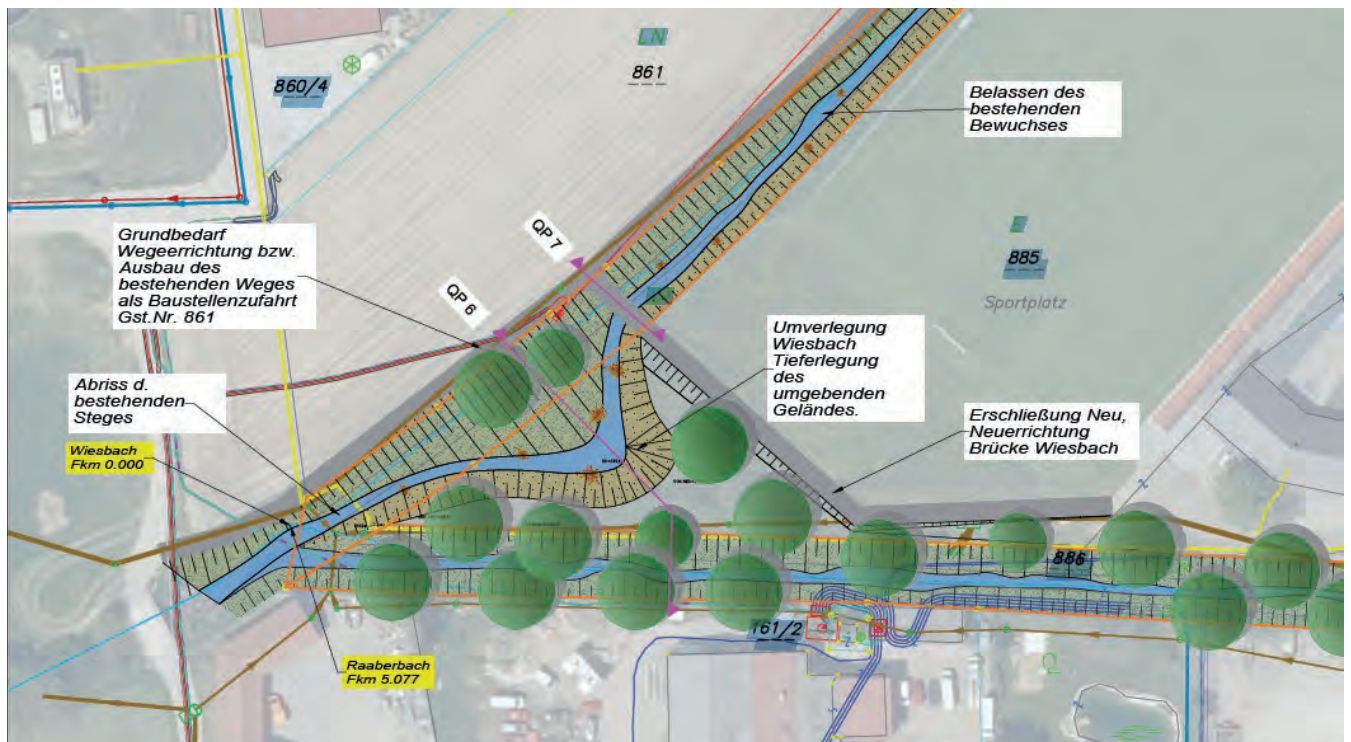 LN
861
860/4
Belassen des
bestehenden
Bewuchses
Grundbedarf
Wegeerrichtung bzw.
Ausbau des
bestehenden Weges
als Baustellenzufahrt
Gst.Nr. 861
QP 7
QP 6
E
885
Sportplatz
Umverlegung
Wiesbach
Tieferlegung
des
umgebenden
Geländes.
Abriss d.
bestehenden
Steges
Wiesbach
Fkm 0.000
Erschließung Neu,
Neuerrichtung
Brücke Wiesbach
886
161/2
Raaberbach
Fkm 5.077